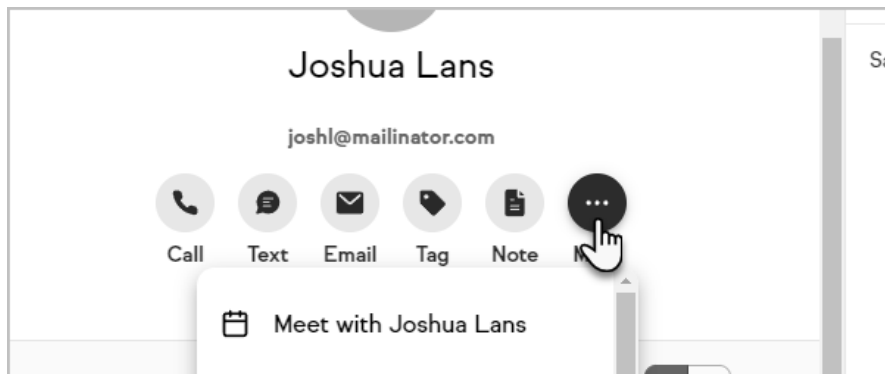 Joshua Lans
joshl@mailinator.com
Call Text Email Tag Note
Meet with Joshua Lans